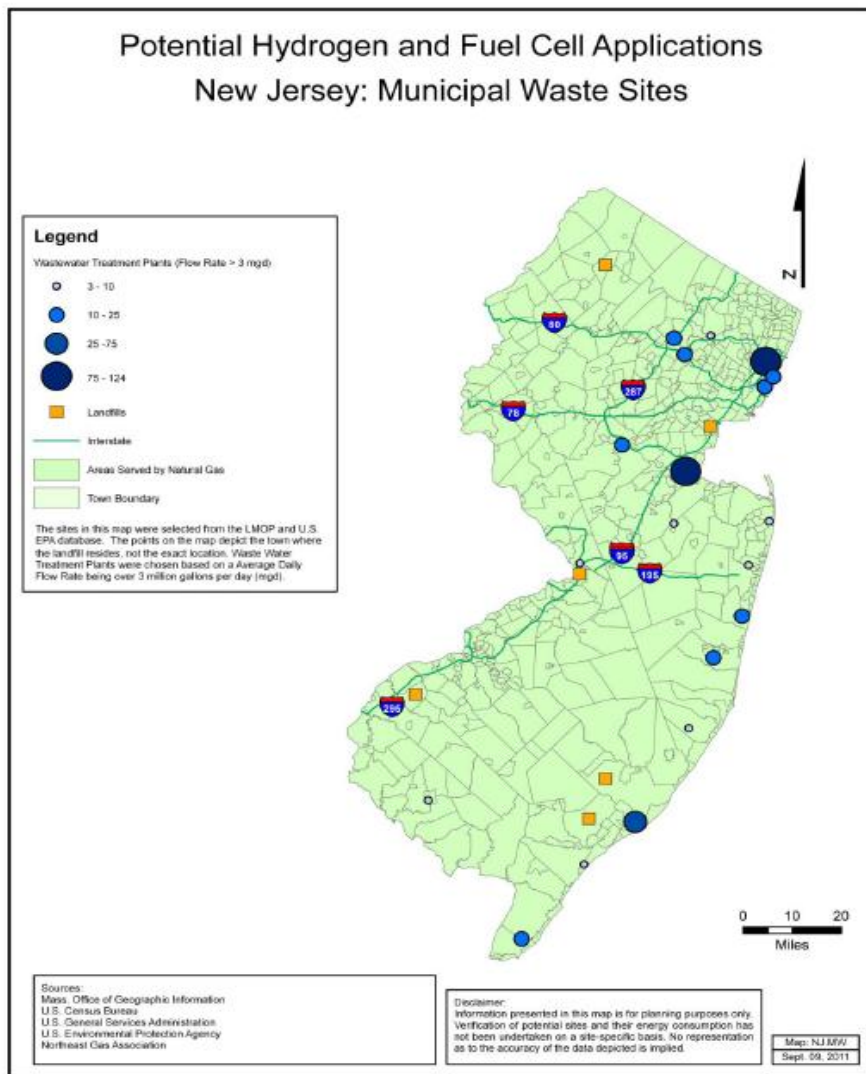 Potential Hydrogen and Fuel Cell Applications
New Jersey: Municipal Waste Sites
N
Legend
Wastewater Treatment Plants (Flow Rate > 3 mgd)
3 - 10
10 - 25
25 -75
75 - 124
Landfills
Interstate
Areas Served by Natural Gas
Town Boundary
The sites in this map were selected from the LMOP and U.S.
EPA database. The points on the map depict the town where
the landfill resides, not the exact location. Waste Water
Treatment Plants were chosen based on a Average Daily
Flow Rate being over 3 million gallons per day (mgd).
80
287
78
95
195
295
0 10 20
Miles
Sources:
Mass. Office of Geographic Information
U.S. Census Bureau
U.S. General Services Administration
U.S. Environmental Protection Agency
Northeast Gas Association
Disclaimer:
Information presented in this map is for planning purposes only.
Verification of potential sites and their energy consumption has
not been undertaken on a site-specific basis. No representation
as to the accuracy of the data depicted is implied.
Map: NJ.MW
Sept. 09, 2011